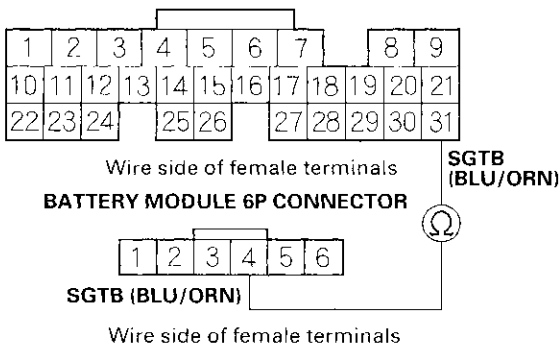 1 2 3 4 5 6 7 8 9
10 11 12 13 14 15 16 17 18 19 20 21
22 23 24 25 26 27 28 29 30 31
Wire side of female terminals
SGTB
(BLU/ORN)
BATTERY MODULE 6P CONNECTOR
Ω
1 2 3 4 5 6
SGTB (BLU/ORN)
Wire side of female terminals